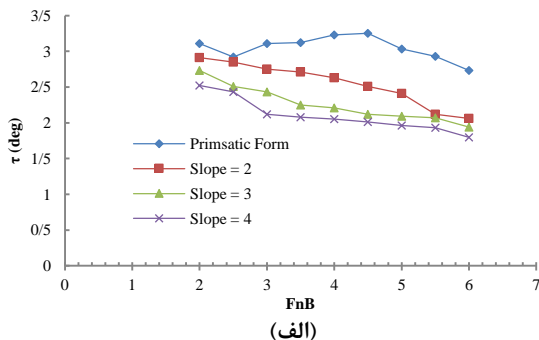 3/5
3
2/5
2
1/5
1
0/5
0
τ (deg)
Primsatic Form
Slope = 2
Slope = 3
Slope = 4
0 1 2 3 4 5 6 7
FnB
(الف)